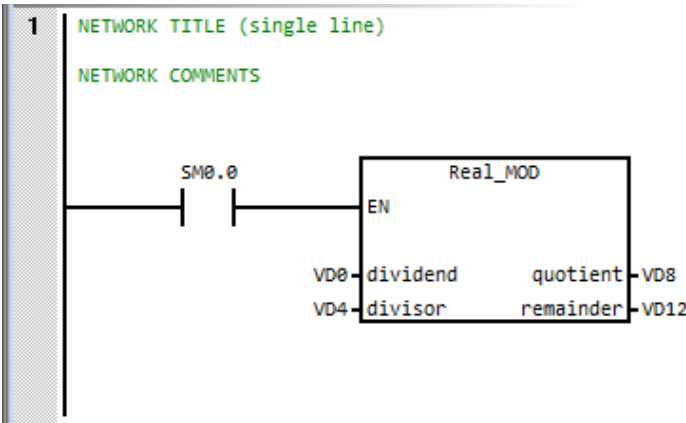 1 NETWORK TITLE (single line)
NETWORK COMMENTS
SM0.0 Real_MOD
EN
VD0 dividend quotient VD8
VD4 divisor remainder VD12